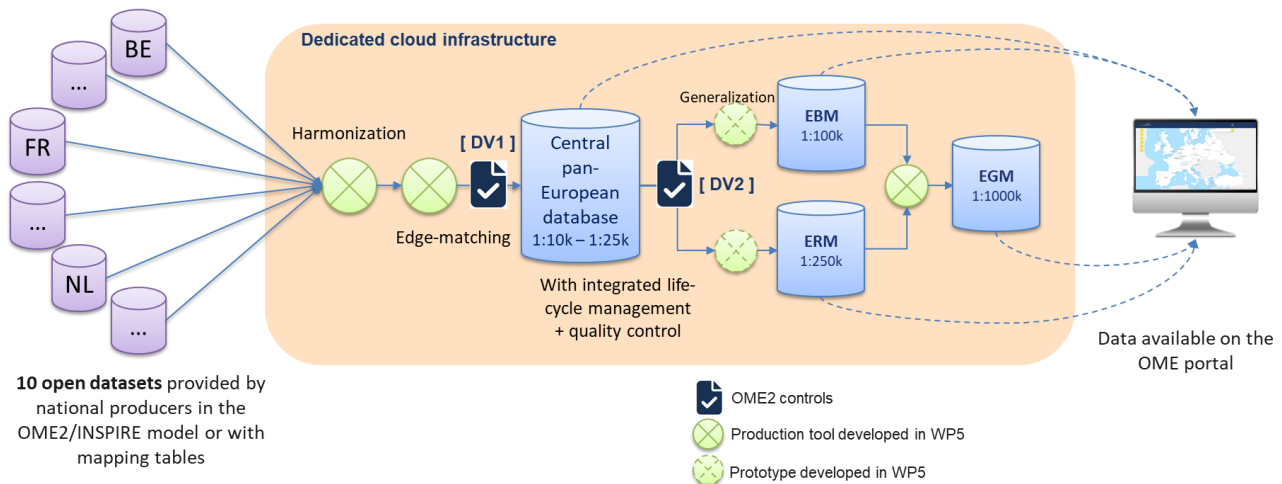 Dedicated cloud infrastructure
BE
...
FR
...
NL
...
Harmonization
Edge-matching
[ DV1 ]
Central
pan-
European
database
1:10k – 1:25k
With integrated life-
cycle management
+ quality control
[ DV2 ]
Generalization
EBM
1:100k
ERM
1:250k
EGM
1:1000k
Data available on the
OME portal
10 open datasets provided by
national producers in the
OME2/INSPIRE model or with
mapping tables
OME2 controls
Production tool developed in WP5
Prototype developed in WP5